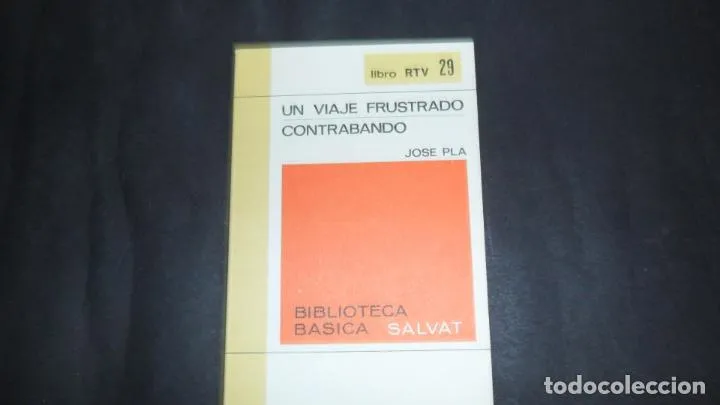 libro RTV 29
UN VIAJE FRUSTRADO
CONTRABANDO
JOSE PLA
BIBLIOTECA
BASICA SALVAT
todocoleccion